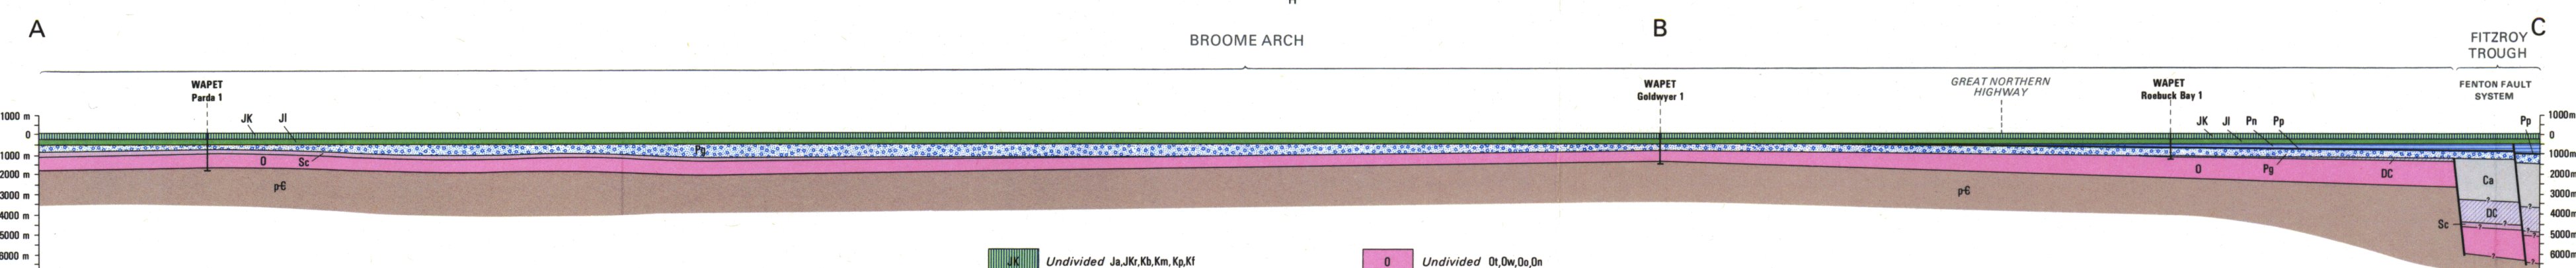 A
B
C
BROOME ARCH
FITZROY
TROUGH
WAPET
Parda 1
WAPET
Goldwyer 1
GREAT NORTHERN
HIGHWAY
WAPET
Roebuck Bay 1
FENTON FAULT
SYSTEM
1000 m
0
1000 m
2000 m
3000 m
4000 m
5000 m
6000 m
JK
Jl
O
Sc
Pg
p-Є
p-Є
JK
Jl
Pn
Pp
O
Pg
DC
Pp
Ca
DC
Sc
1000m
0
1000m
2000m
3000m
4000m
5000m
6000m
JK
Undivided Ja,JKr,Kb,Km,Kp,Kf
O
Undivided Ot,Ow,Oo,On